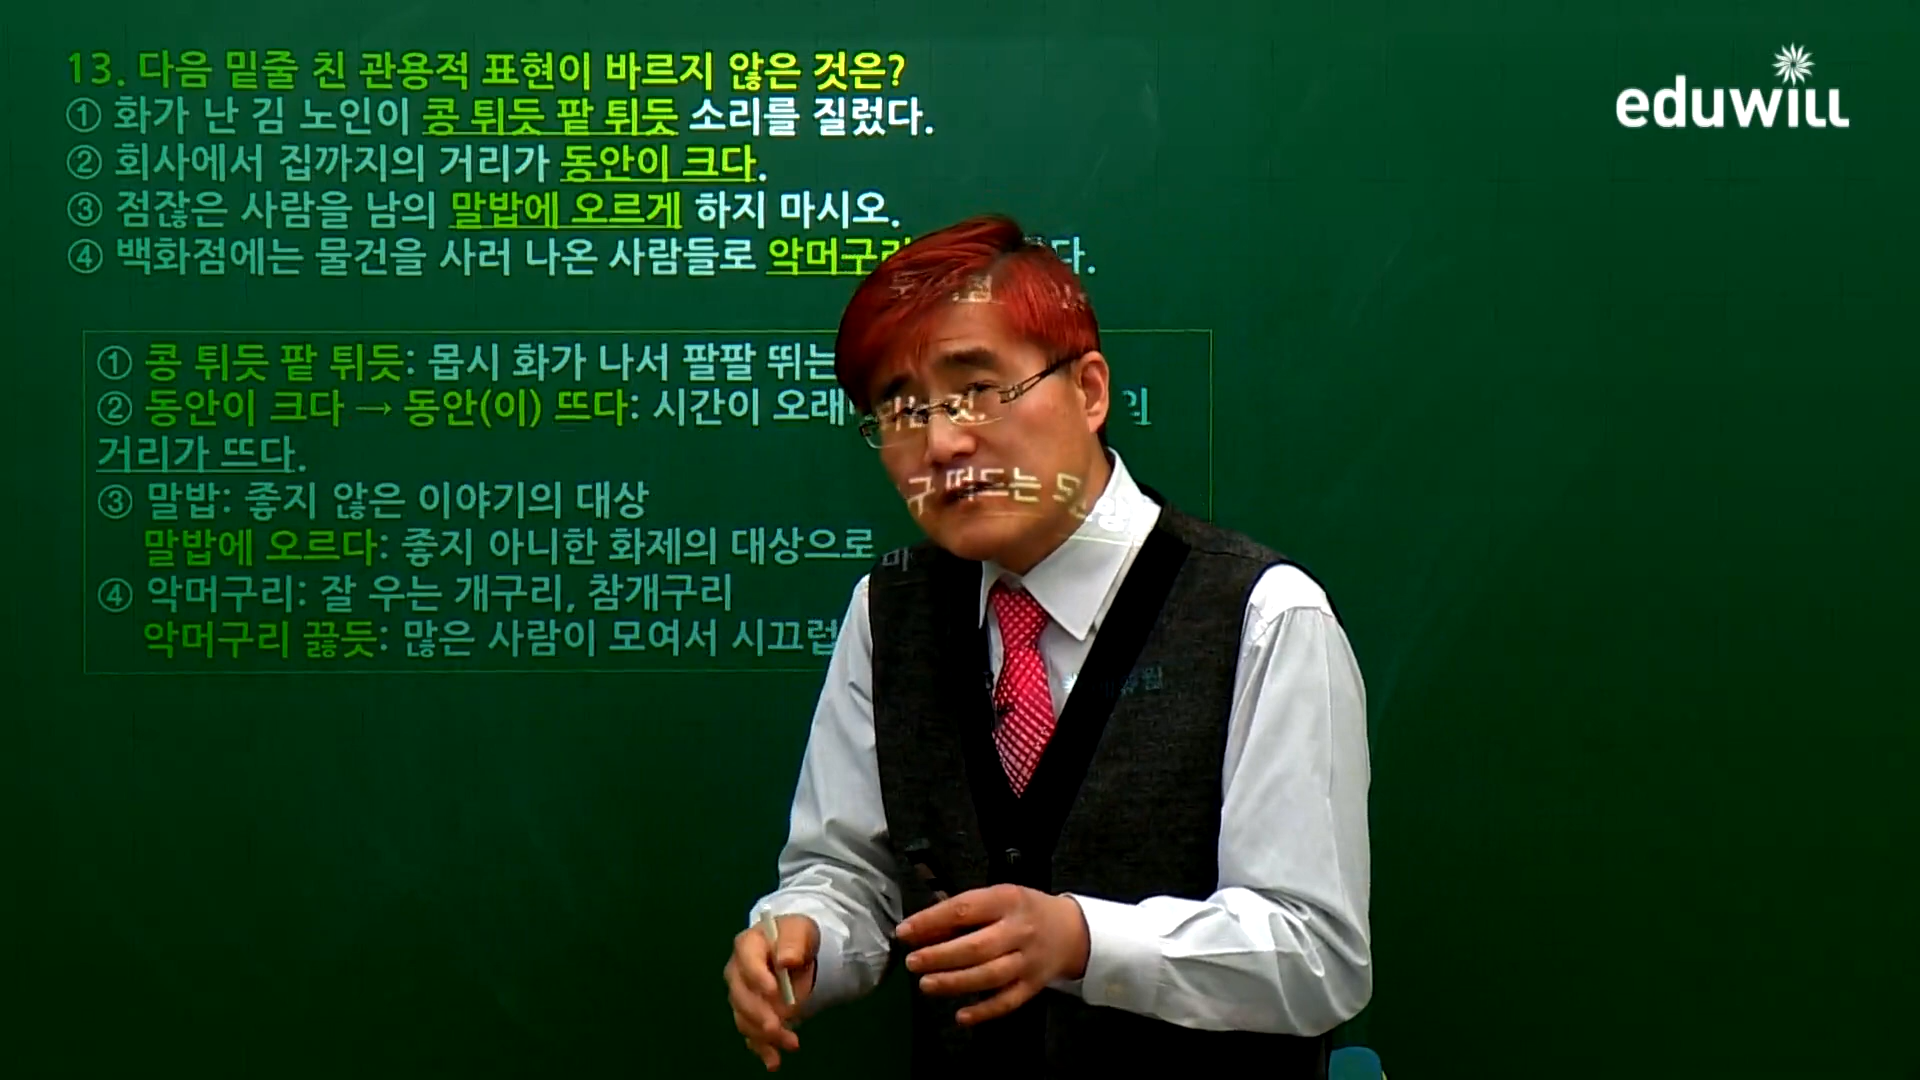 13. 다음 밑줄 친 관용적 표현이 바르지 않은 것은?
① 화가 난 김 노인이 콩 튀듯 팥 튀듯 소리를 질렀다.
② 회사에서 집까지의 거리가 동안이 크다.
③ 점잖은 사람을 남의 말밥에 오르게 하지 마시오.
④ 백화점에는 물건을 사러 나온 사람들로 악머구리
eduwill
① 콩 튀듯 팥 튀듯: 몹시 화가 나서 팔팔 뛰는
② 동안이 크다 → 동안(이) 뜨다: 시간이 오래
거리가 뜨다.
③ 말밥: 좋지 않은 이야기의 대상
말밥에 오르다: 좋지 아니한 화제의 대상으로
④ 악머구리: 잘 우는 개구리, 참개구리
악머구리 끓듯: 많은 사람이 모여서 시끄럽